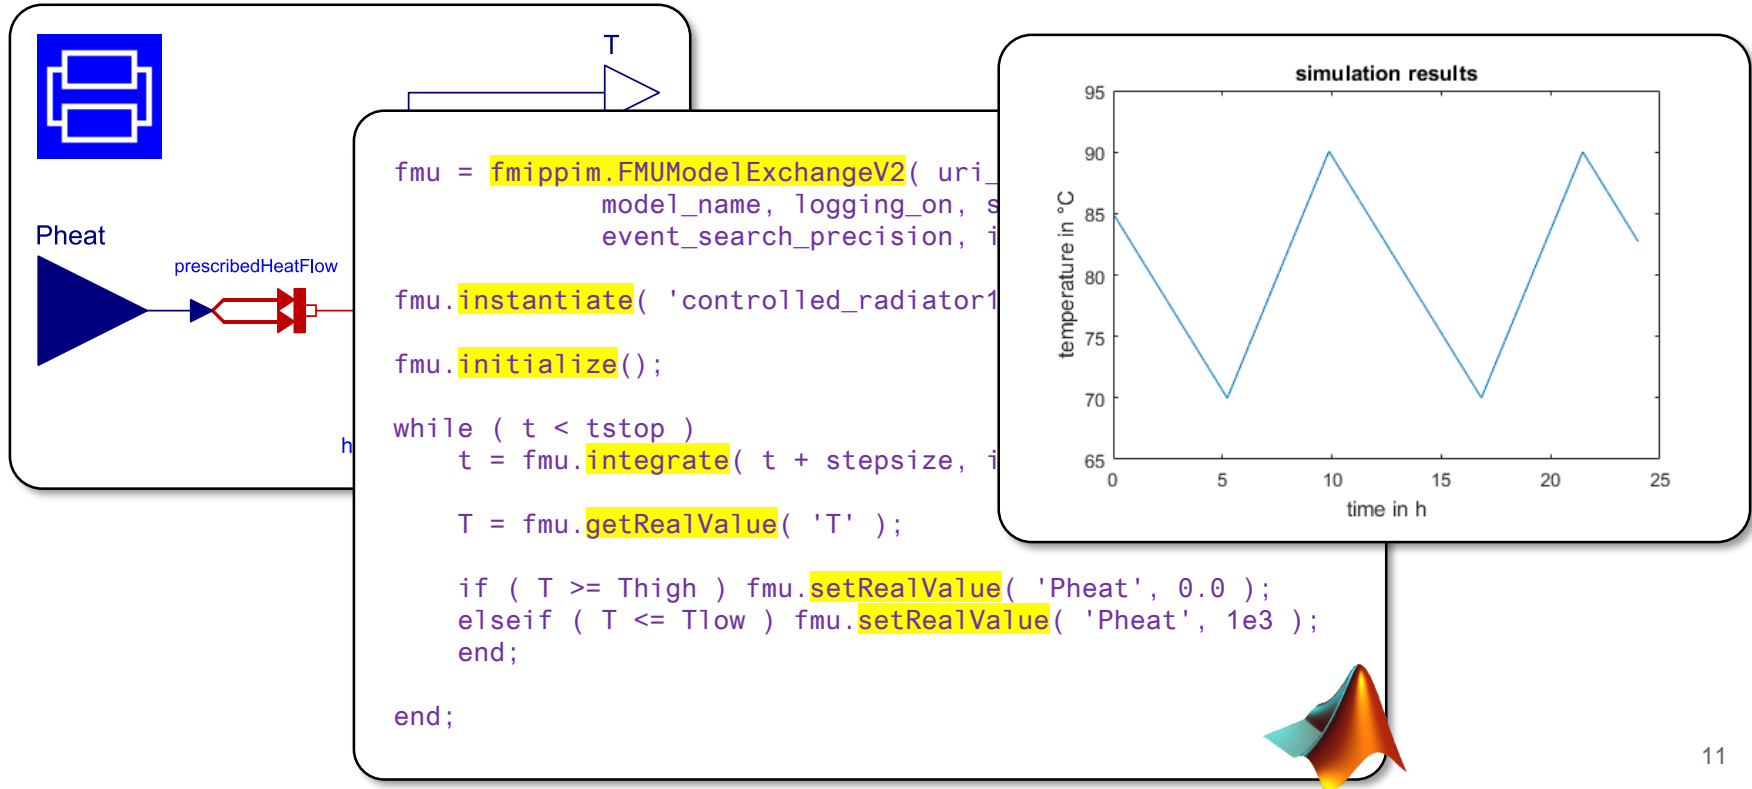 T
Pheat
prescribedHeatFlow
h
fmu = fmippim.FMUModelExchangeV2( uri_
model_name, logging_on, s
event_search_precision, i
fmu.instantiate( 'controlled_radiator1
fmu.initialize();
while ( t < tstop )
t = fmu.integrate( t + stepsize, i
T = fmu.getRealValue( 'T' );
if ( T >= Thigh ) fmu.setRealValue( 'Pheat', 0.0 );
elseif ( T <= Tlow ) fmu.setRealValue( 'Pheat', 1e3 );
end;
end;
simulation results
95
90
85
80
75
70
65
temperature in °C
0 5 10 15 20 25
time in h
11